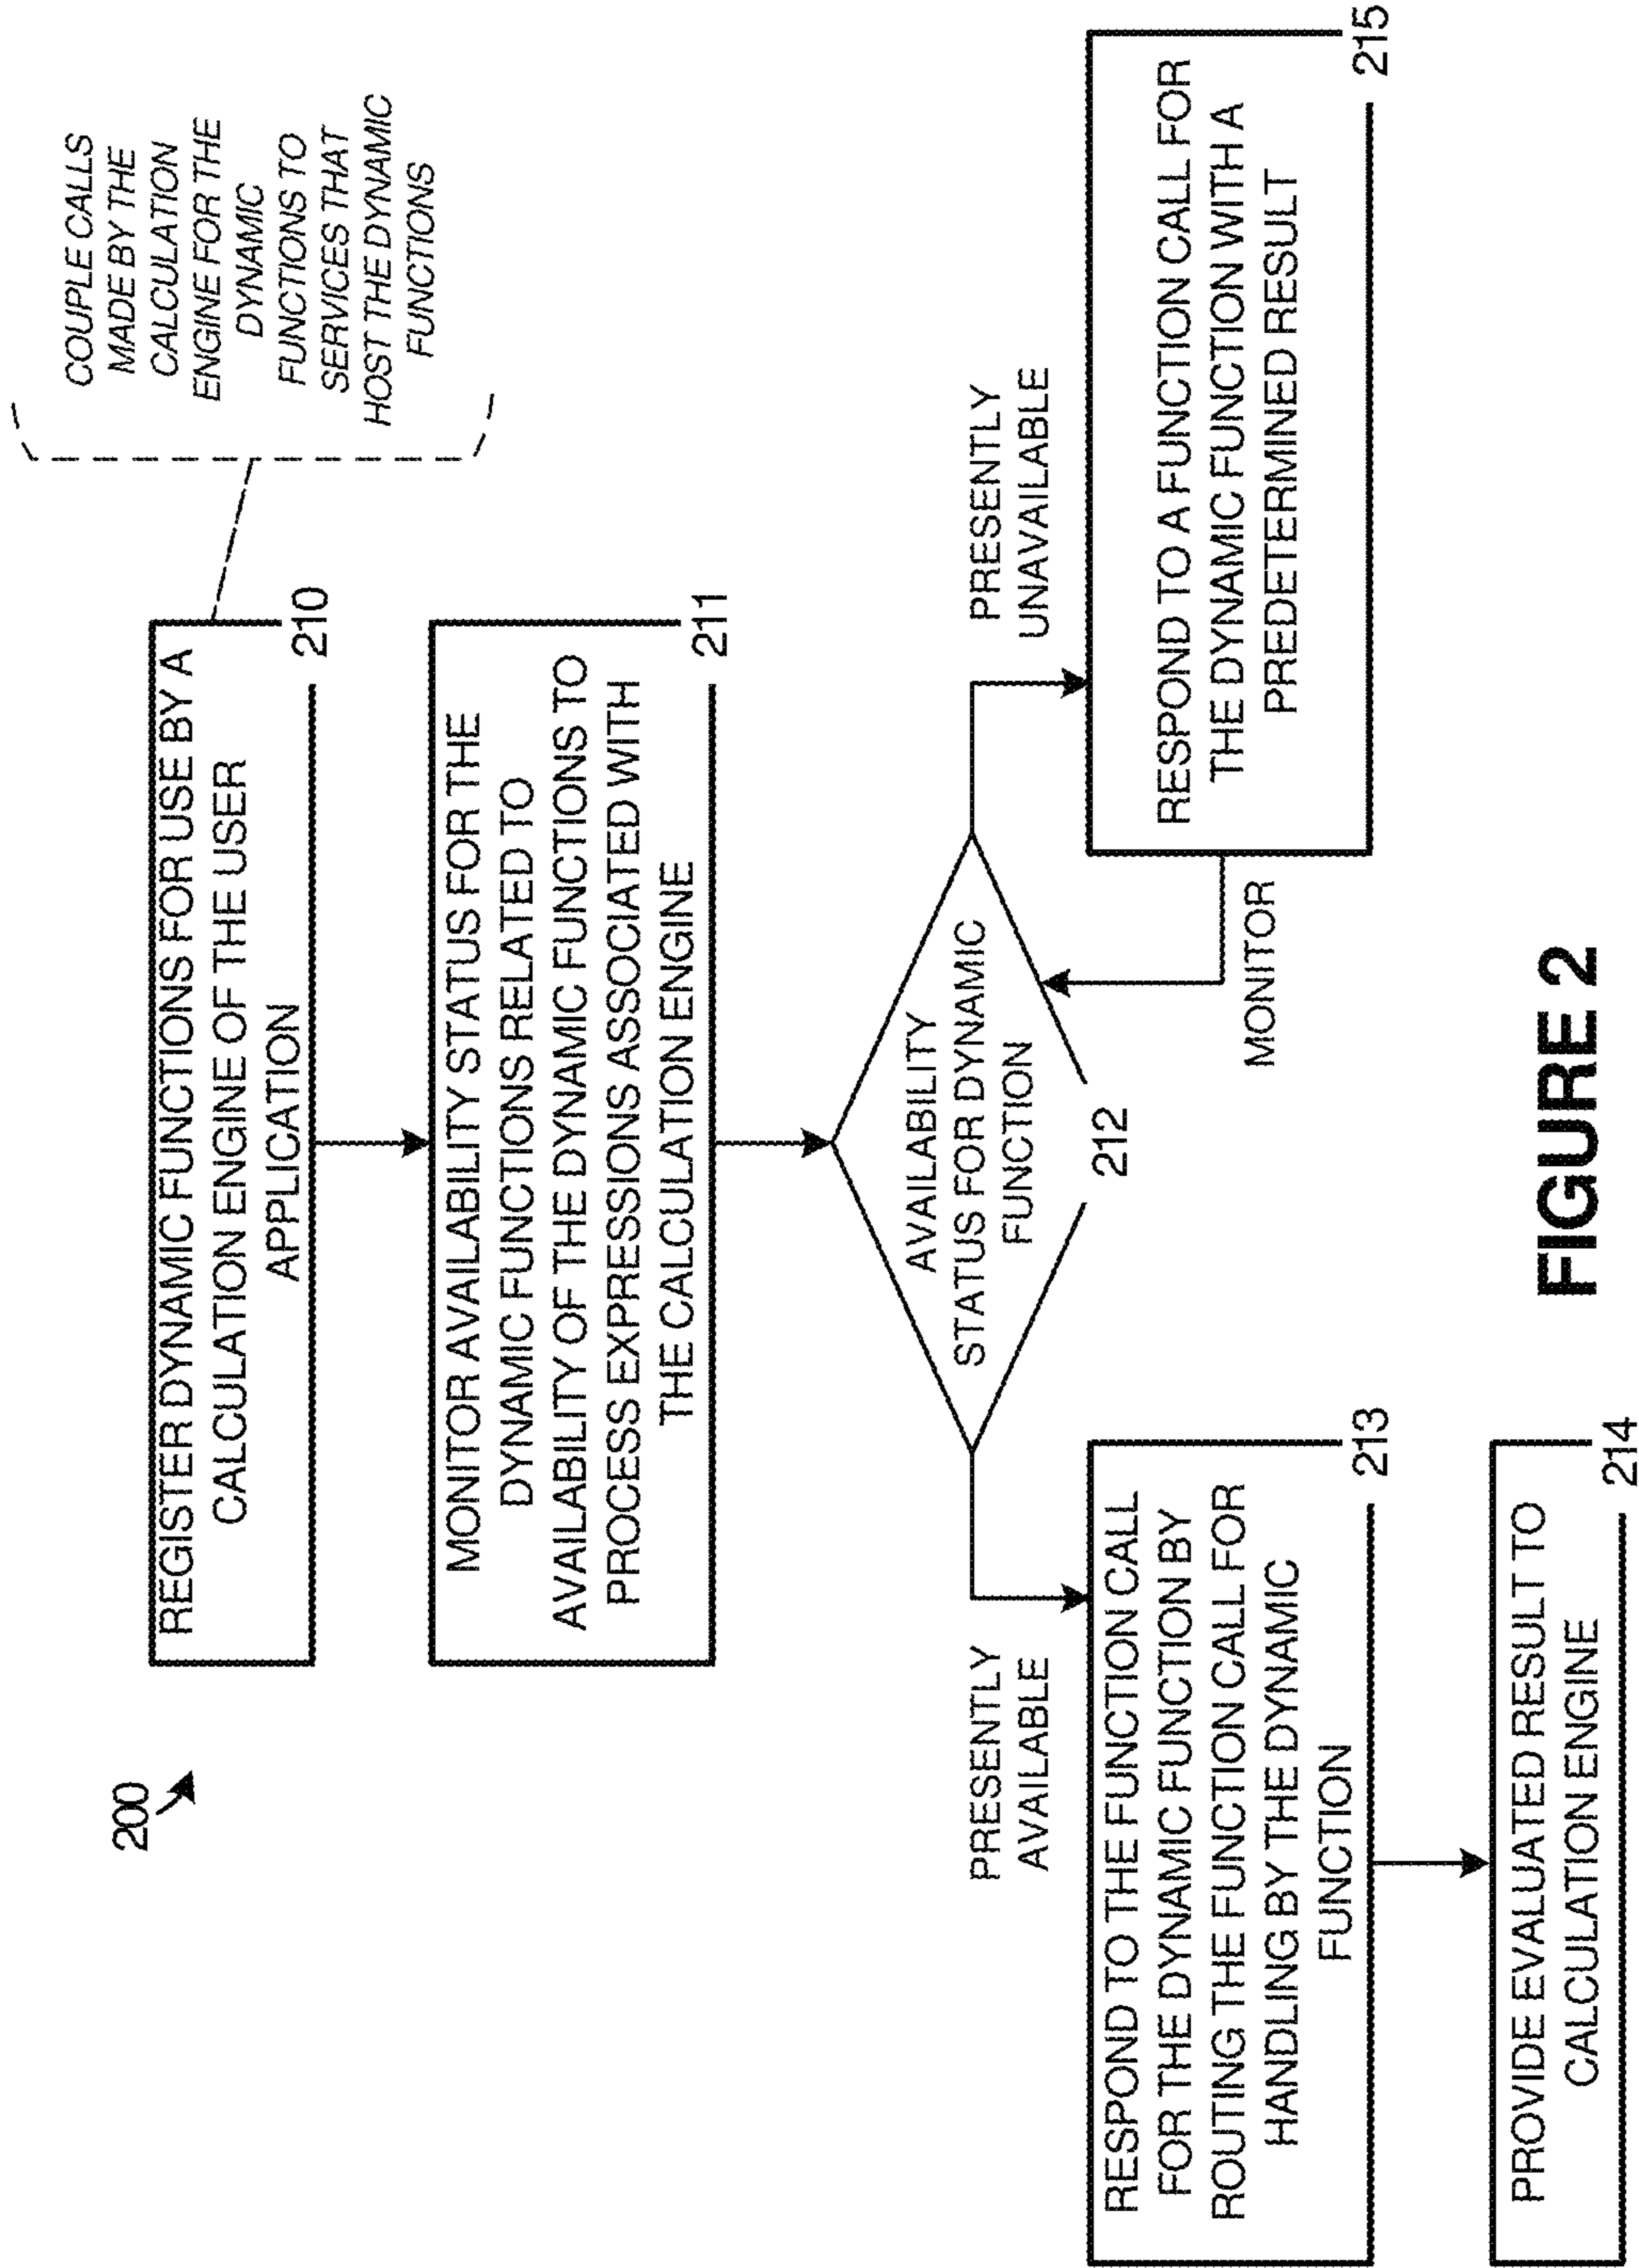 200
REGISTER DYNAMIC FUNCTIONS FOR USE BY A
CALCULATION ENGINE OF THE USER
APPLICATION
210
COUPLE CALLS
MADE BY THE
CALCULATION
ENGINE FOR THE
DYNAMIC
FUNCTIONS TO
SERVICES THAT
HOST THE DYNAMIC
FUNCTIONS
MONITOR AVAILABILITY STATUS FOR THE
DYNAMIC FUNCTIONS RELATED TO
AVAILABILITY OF THE DYNAMIC FUNCTIONS TO
PROCESS EXPRESSIONS ASSOCIATED WITH
THE CALCULATION ENGINE
211
AVAILABILITY
STATUS FOR DYNAMIC
FUNCTION
212
PRESENTLY
AVAILABLE
PRESENTLY
UNAVAILABLE
RESPOND TO THE FUNCTION CALL
FOR THE DYNAMIC FUNCTION BY
ROUTING THE FUNCTION CALL FOR
HANDLING BY THE DYNAMIC
FUNCTION
213
MONITOR
RESPOND TO A FUNCTION CALL FOR
THE DYNAMIC FUNCTION WITH A
PREDETERMINED RESULT
215
PROVIDE EVALUATED RESULT TO
CALCULATION ENGINE
214
FIGURE 2